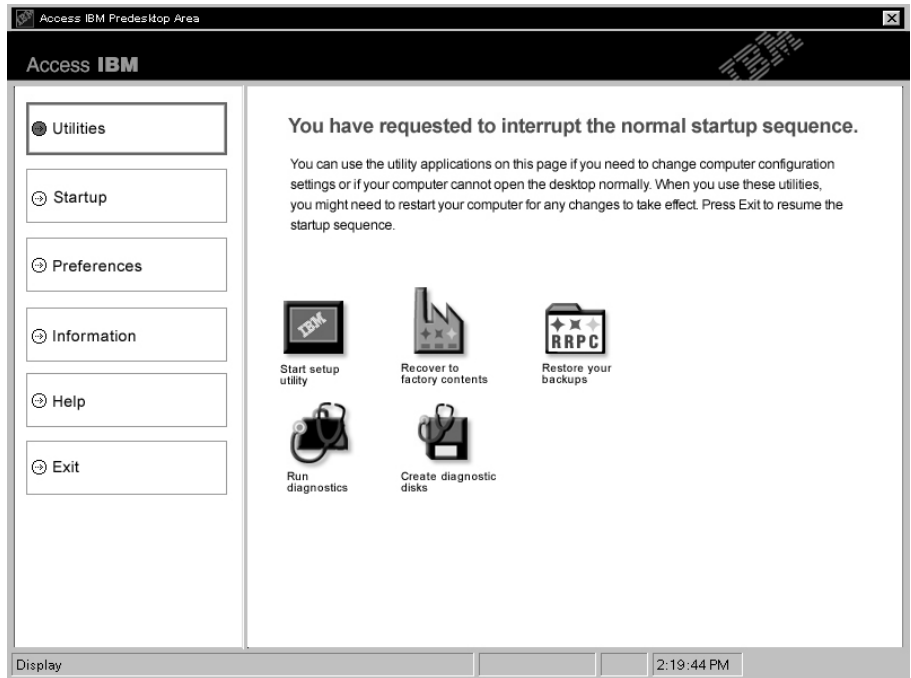 Access IBM Predesktop Area
Access IBM
IBM
Utilities
Startup
Preferences
Information
Help
Exit
You have requested to interrupt the normal startup sequence.
You can use the utility applications on this page if you need to change computer configuration
settings or if your computer cannot open the desktop normally. When you use these utilities,
you might need to restart your computer for any changes to take effect. Press Exit to resume the
startup sequence.
IBM
Start setup
utility
Recover to
factory contents
RRPC
Restore your
backups
Run
diagnostics
Create diagnostic
disks
Display
2:19:44 PM